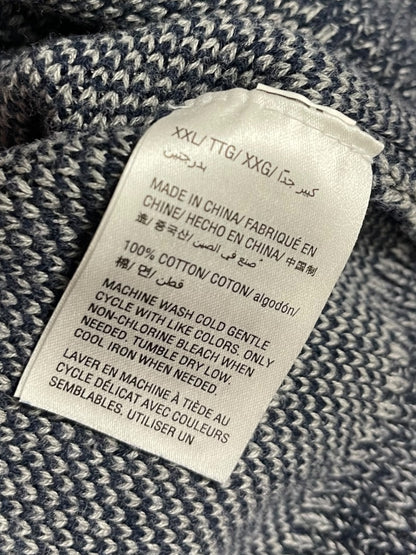 XXL/ TTG/ XXG/ كبير جدًا
بدرجتين
MADE IN CHINA/ FABRIQUÉ EN
CHINE/ HECHO EN CHINA/ 中国制
造/ 중국산/ صنع في الصين/
100% COTTON/ COTON/ algodón/
棉/ 면/ قطن/
MACHINE WASH COLD GENTLE
CYCLE WITH LIKE COLORS. ONLY
NON-CHLORINE BLEACH WHEN
NEEDED. TUMBLE DRY LOW.
COOL IRON WHEN NEEDED.
LAVER EN MACHINE À TIÈDE AU
CYCLE DÉLICAT AVEC COULEURS
SEMBLABLES. UTILISER UN